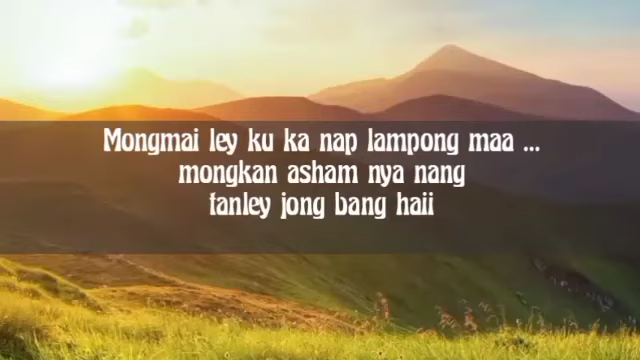 Mongmai ley ku ka nap lampong maa ...
mongkan asham nya nang
tanley jong bang haii